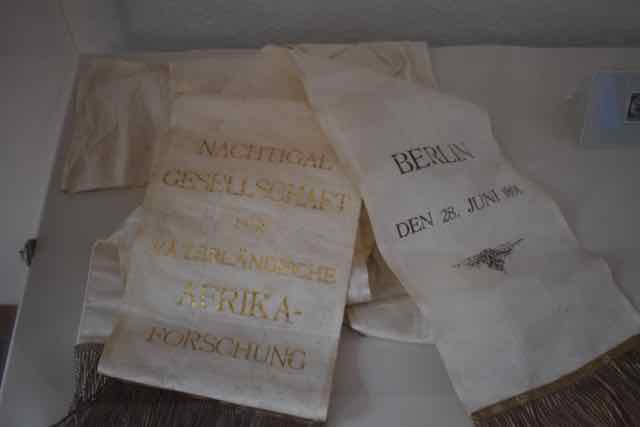 NACHTIGAL
GESELLSCHAFT
FÜR
VATERLÄNDISCHE
AFRIKA-
FORSCHUNG
BERLIN
DEN 28. JUNI